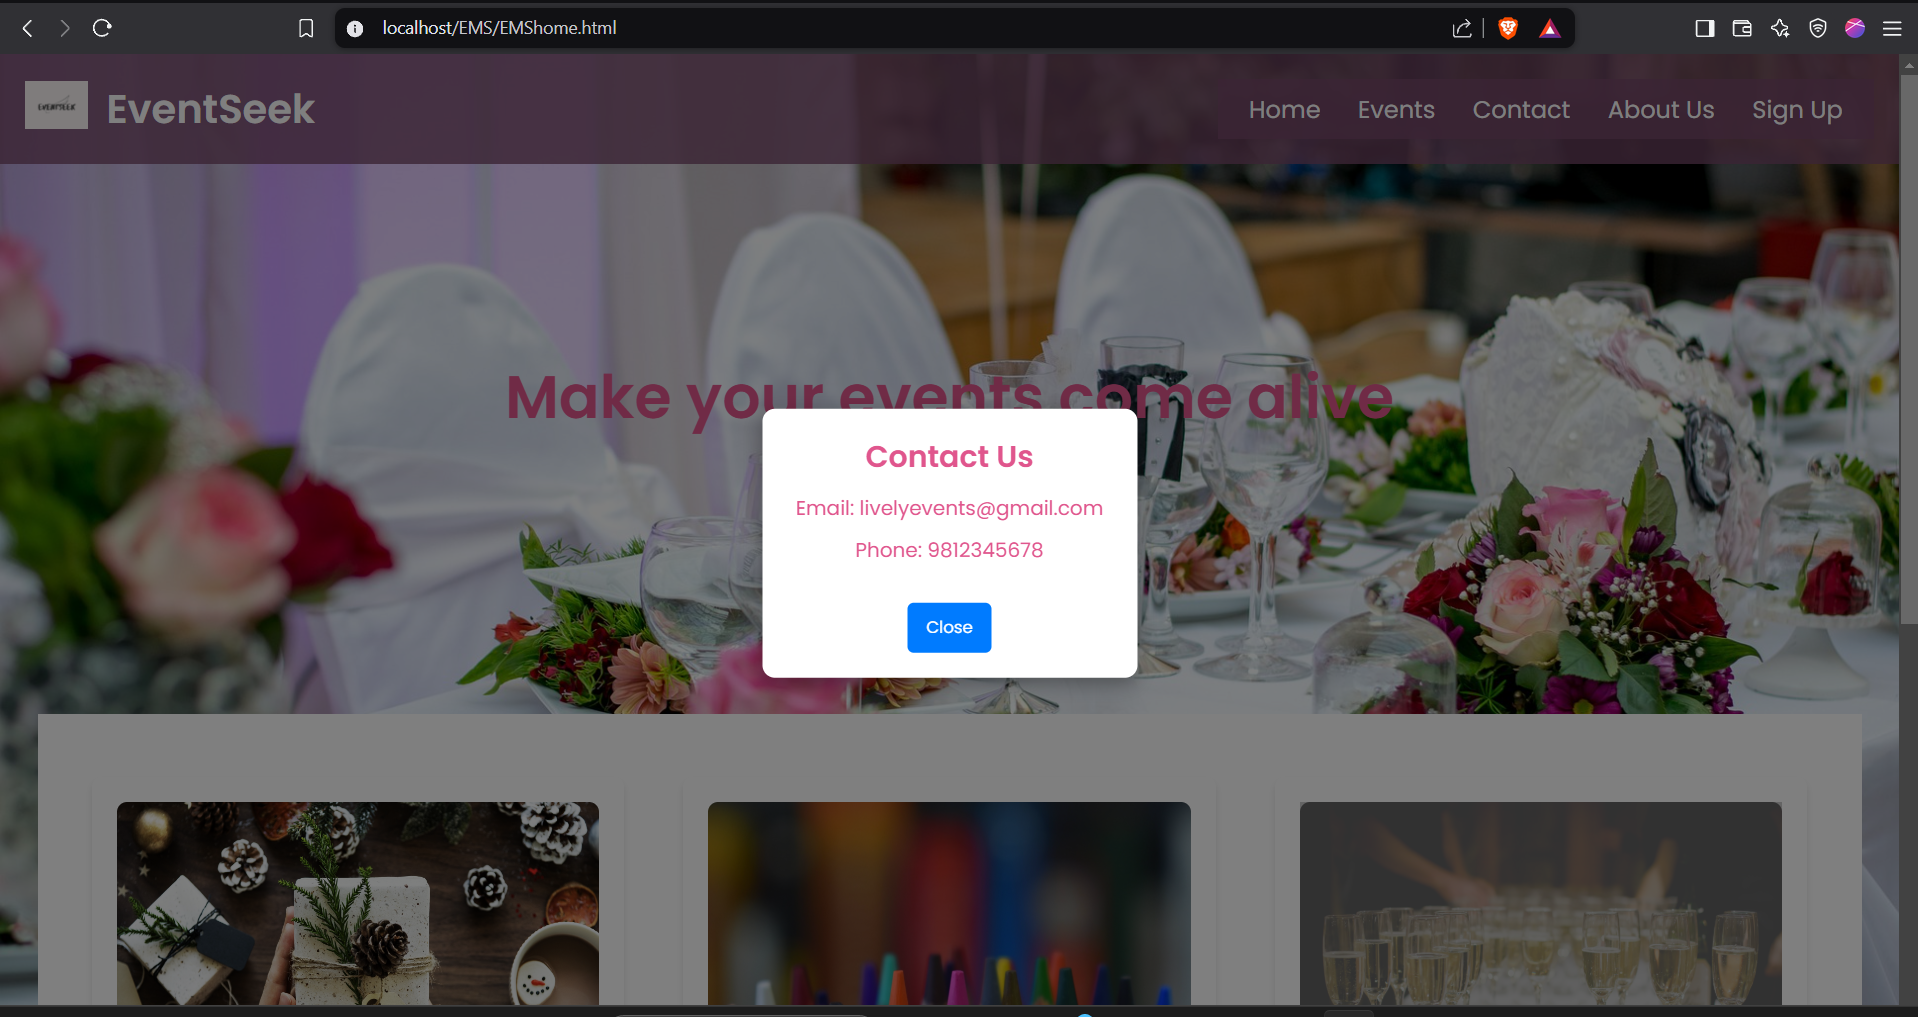 localhost/EMS/EMShome.html
EVENTSEEK
EventSeek
Home Events Contact About Us Sign Up
Make your events come alive
Contact Us
Email: livelyevents@gmail.com
Phone: 9812345678
Close